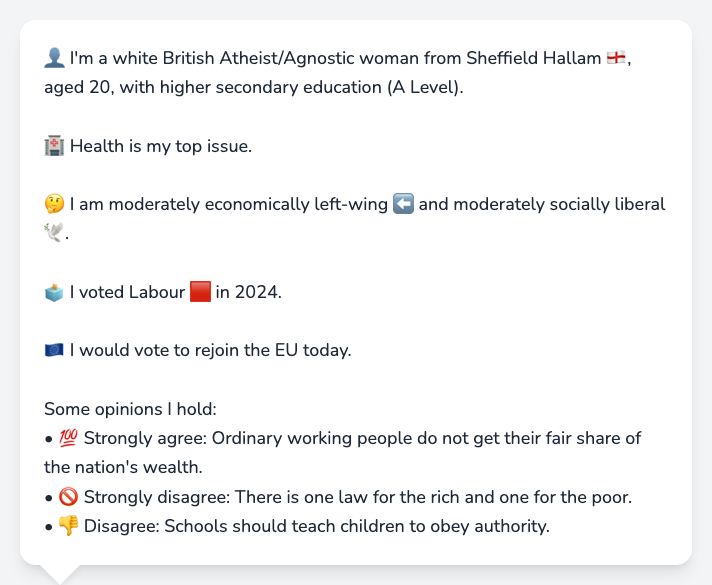 👤 I'm a white British Atheist/Agnostic woman from Sheffield Hallam 🏴󠁧󠁢󠁥󠁮󠁧󠁿,
aged 20, with higher secondary education (A Level).
🏥 Health is my top issue.
🤔 I am moderately economically left-wing ⬅️ and moderately socially liberal
🕊️.
🗳️ I voted Labour 🟥 in 2024.
🇪🇺 I would vote to rejoin the EU today.
Some opinions I hold:
• 💯 Strongly agree: Ordinary working people do not get their fair share of
the nation's wealth.
• 🚫 Strongly disagree: There is one law for the rich and one for the poor.
• 👎 Disagree: Schools should teach children to obey authority.